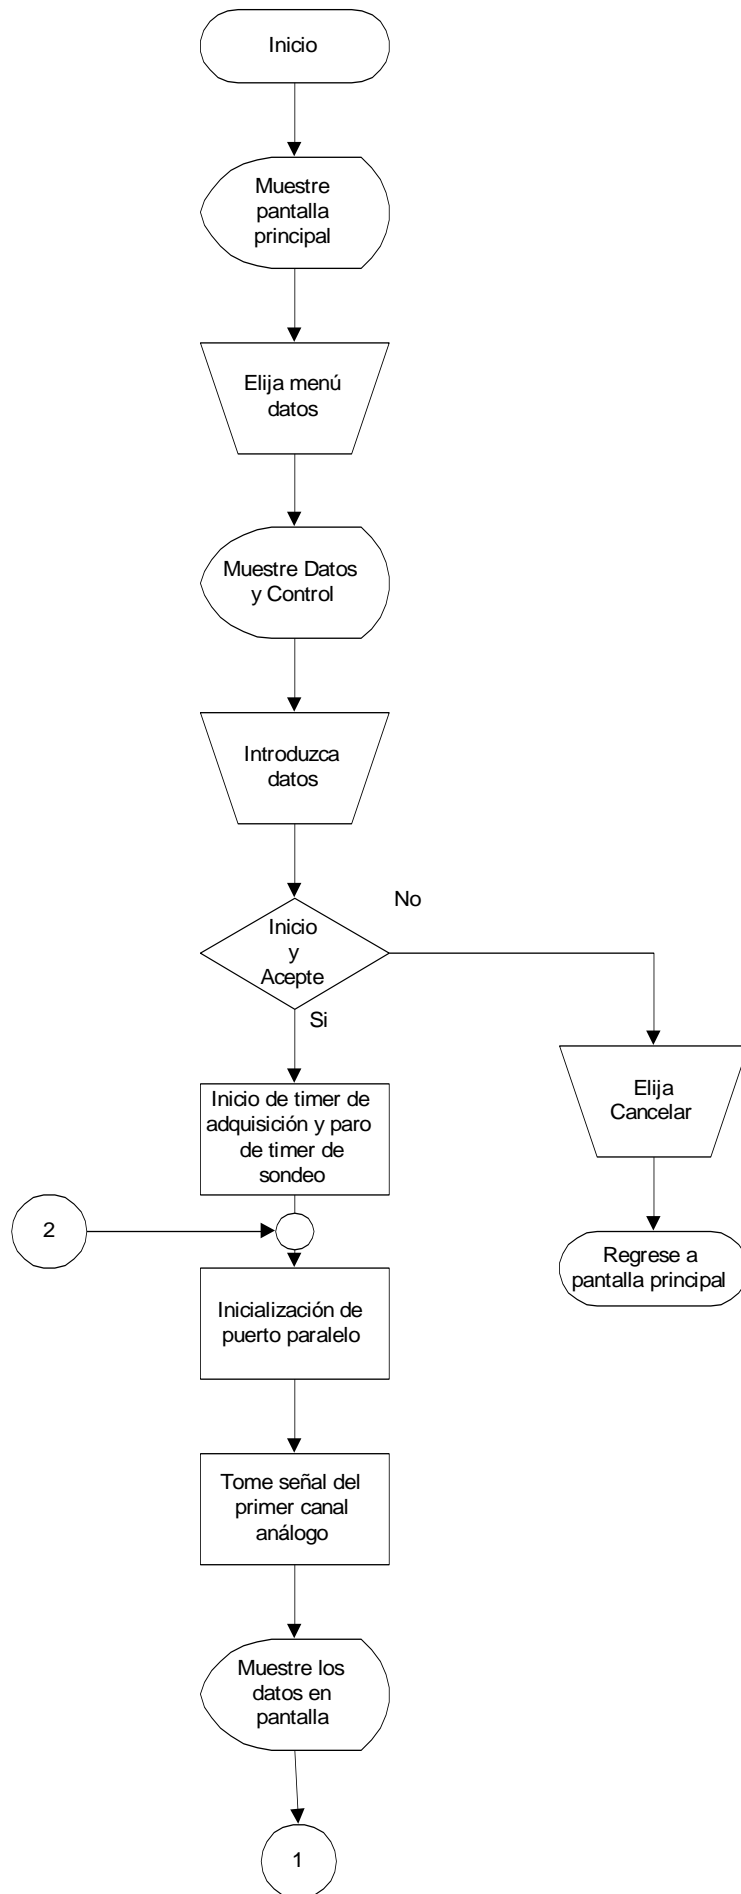 Inicio
Muestre
pantalla
principal
Elija menú
datos
Muestre Datos
y Control
Introduzca
datos
No
Inicio
y
Acepte
Si
Inicio de timer de
adquisición y paro
de timer de
sondeo
Elija
Cancelar
2
Regrese a
pantalla principal
Inicialización de
puerto paralelo
Tome señal del
primer canal
análogo
Muestre los
datos en
pantalla
1